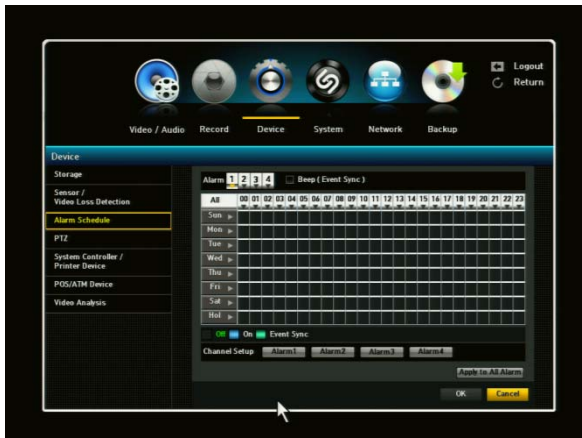 Logout
Return
Video / Audio Record Device System Network Backup
Device
Storage
Sensor /
Video Loss Detection
Alarm Schedule
PTZ
System Controller /
Printer Device
POS/ATM Device
Video Analysis
Alarm 1 2 3 4 Beep ( Event Sync )
All 00 01 02 03 04 05 06 07 08 09 10 11 12 13 14 15 16 17 18 19 20 21 22 23
Sun
Mon
Tue
Wed
Thu
Fri
Sat
Hol
Off On Event Sync
Channel Setup Alarm1 Alarm2 Alarm3 Alarm4
Apply to All Alarm
OK Cancel